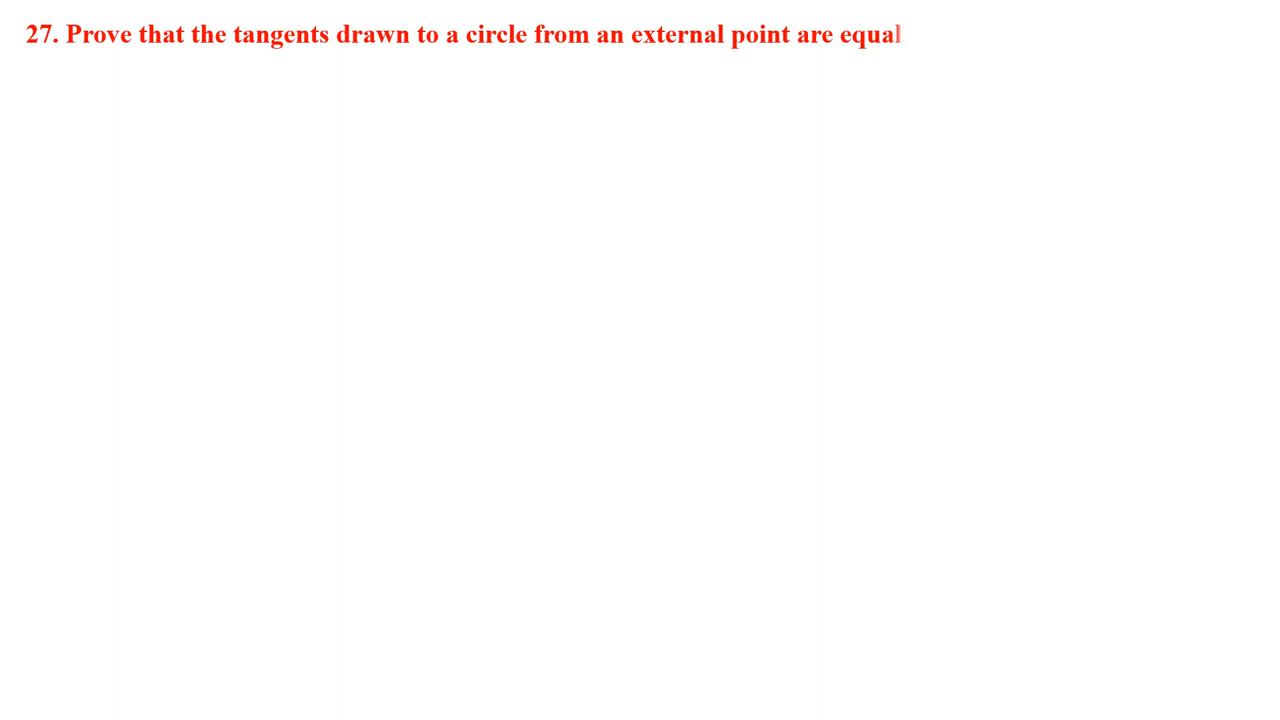 27. Prove that the tangents drawn to a circle from an external point are equal